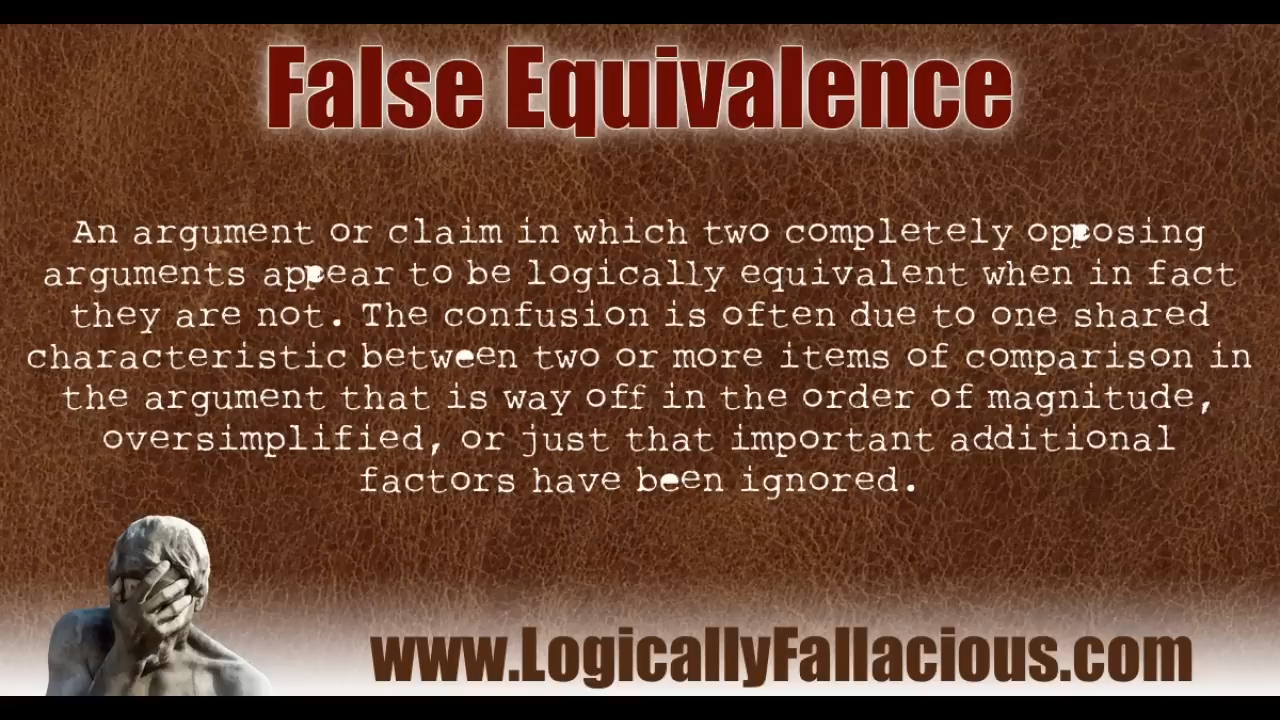 False Equivalence
An argument or claim in which two completely opposing
arguments appear to be logically equivalent when in fact
they are not. The confusion is often due to one shared
characteristic between two or more items of comparison in
the argument that is way off in the order of magnitude,
oversimplified, or just that important additional
factors have been ignored.
www.LogicallyFallacious.com